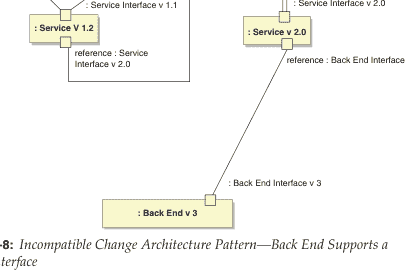 : Service Interface v 1.1
: Service Interface v 2.0
: Service V 1.2
: Service v 2.0
reference : Service
Interface v 2.0
reference : Back End Interface
: Back End Interface v 3
: Back End v 3
-8: Incompatible Change Architecture Pattern—Back End Supports a
terface